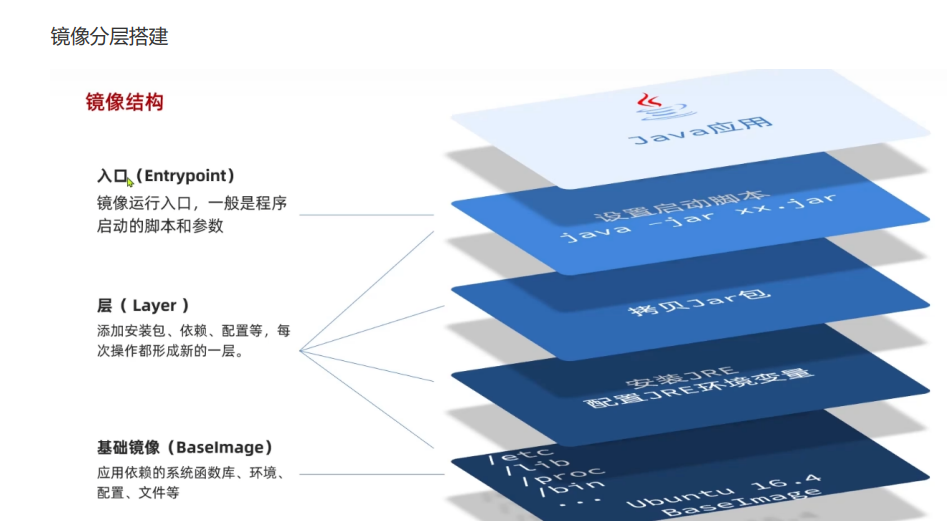 镜像分层搭建
镜像结构
入口（Entrypoint）
镜像运行入口，一般是程序
启动的脚本和参数
层（ Layer ）
添加安装包、依赖、配置等，每
次操作都形成新的一层。
基础镜像（BaseImage）
应用依赖的系统函数库、环境、
配置、文件等
Java应用
设置启动脚本
java -jar xx.jar
拷贝Jar包
安装JRE
配置JRE环境变量
/etc
/lib
/proc
/bin
...
Ubuntu 16.4
BaseImage